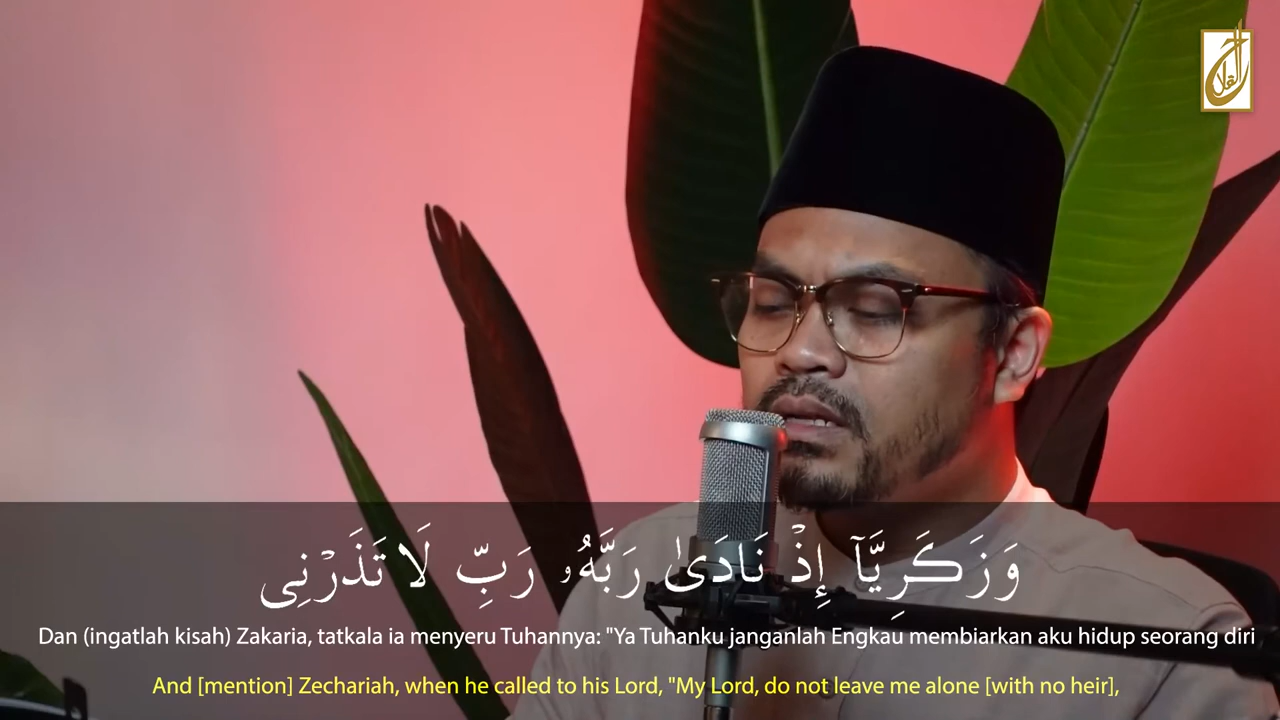 وَزَكَرِيَّآ إِذْ نَادَىٰ رَبَّهُۥ رَبِّ لَا تَذَرْنِى
Dan (ingatlah kisah) Zakaria, tatkala ia menyeru Tuhannya: "Ya Tuhanku janganlah Engkau membiarkan aku hidup seorang diri
And [mention] Zechariah, when he called to his Lord, "My Lord, do not leave me alone [with no heir],